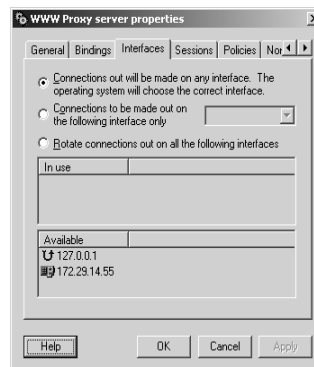 WWW Proxy server properties
General Bindings Interfaces Sessions Policies
Connections out will be made on any interface. The
operating system will choose the correct interface.
Connections to be made out on
the following interface only
Rotate connections out on all the following interfaces
In use
Available
127.0.0.1
172.29.14.55
Help OK Cancel Apply